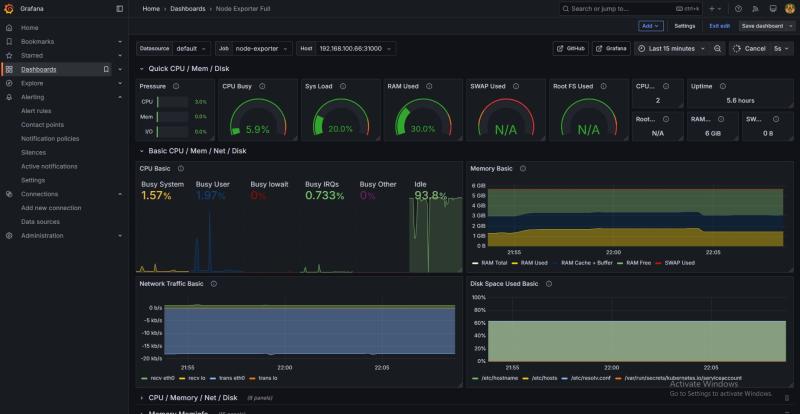 Grafana
Home › Dashboards › Node Exporter Full
Search or jump to...
ctrl+k
Add
Settings
Exit edit
Save dashboard
Home
Bookmarks
Starred
Dashboards
Explore
Alerting
Alert rules
Contact points
Notification policies
Silences
Active notifications
Settings
Connections
Add new connection
Data sources
Administration
Datasource default Job node-exporter Host 192.168.100.66:31000
GitHub
Grafana
Last 15 minutes
Cancel
5s
Quick CPU / Mem / Disk
Pressure
CPU 3.0%
Mem 0.0%
I/O 0.0%
CPU Busy
5.9%
Sys Load
20.0%
RAM Used
30.0%
SWAP Used
N/A
Root FS Used
N/A
CPU...
2
Uptime
5.6 hours
Root...
N/A
RAM...
6 GiB
SW...
0 B
Basic CPU / Mem / Net / Disk
CPU Basic
Busy System
1.57%
Busy User
1.97%
Busy Iowait
0%
Busy IRQs
0.733%
Busy Other
0%
Idle
93.8%
Memory Basic
6 GiB
5 GiB
4 GiB
3 GiB
2 GiB
1 GiB
0 B
21:55 22:00 22:05
RAM Total RAM Used RAM Cache + Buffer RAM Free SWAP Used
Network Traffic Basic
0 b/s
-5 kb/s
-10 kb/s
-15 kb/s
-20 kb/s
21:55 22:00 22:05
recv eth0 recv lo trans eth0 trans lo
Disk Space Used Basic
100%
80%
60%
40%
20%
0%
21:55 22:00 22:05
/etc/hostname /etc/hosts /etc/resolv.conf /var/run/secrets/kubernetes.io/serviceaccount
Activate Windows
Go to Settings to activate Windows.
CPU / Memory / Net / Disk (8 panels)
Memory Meminfo